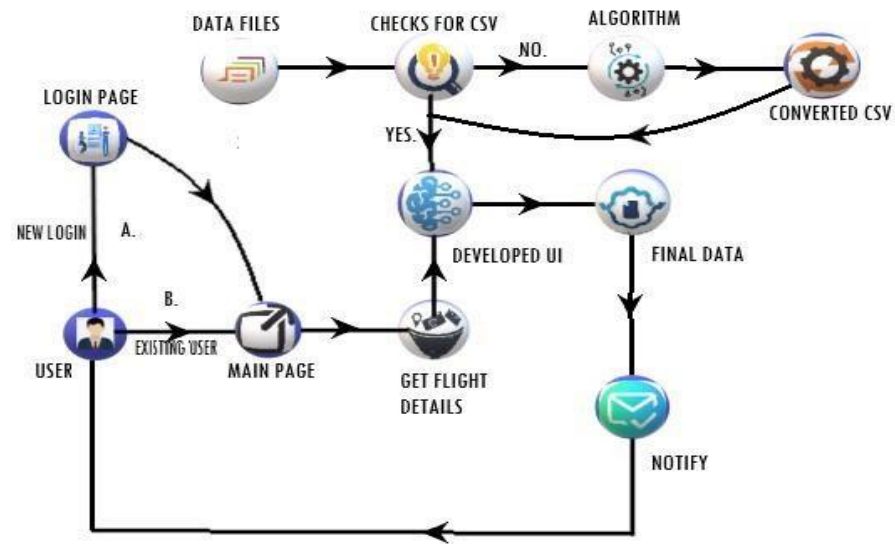 DATA FILES
CHECKS FOR CSV
ALGORITHM
NO.
LOGIN PAGE
CONVERTED CSV
YES.
NEW LOGIN
A.
DEVELOPED UI
FINAL DATA
B.
EXISTING USER
USER
MAIN PAGE
GET FLIGHT
DETAILS
NOTIFY